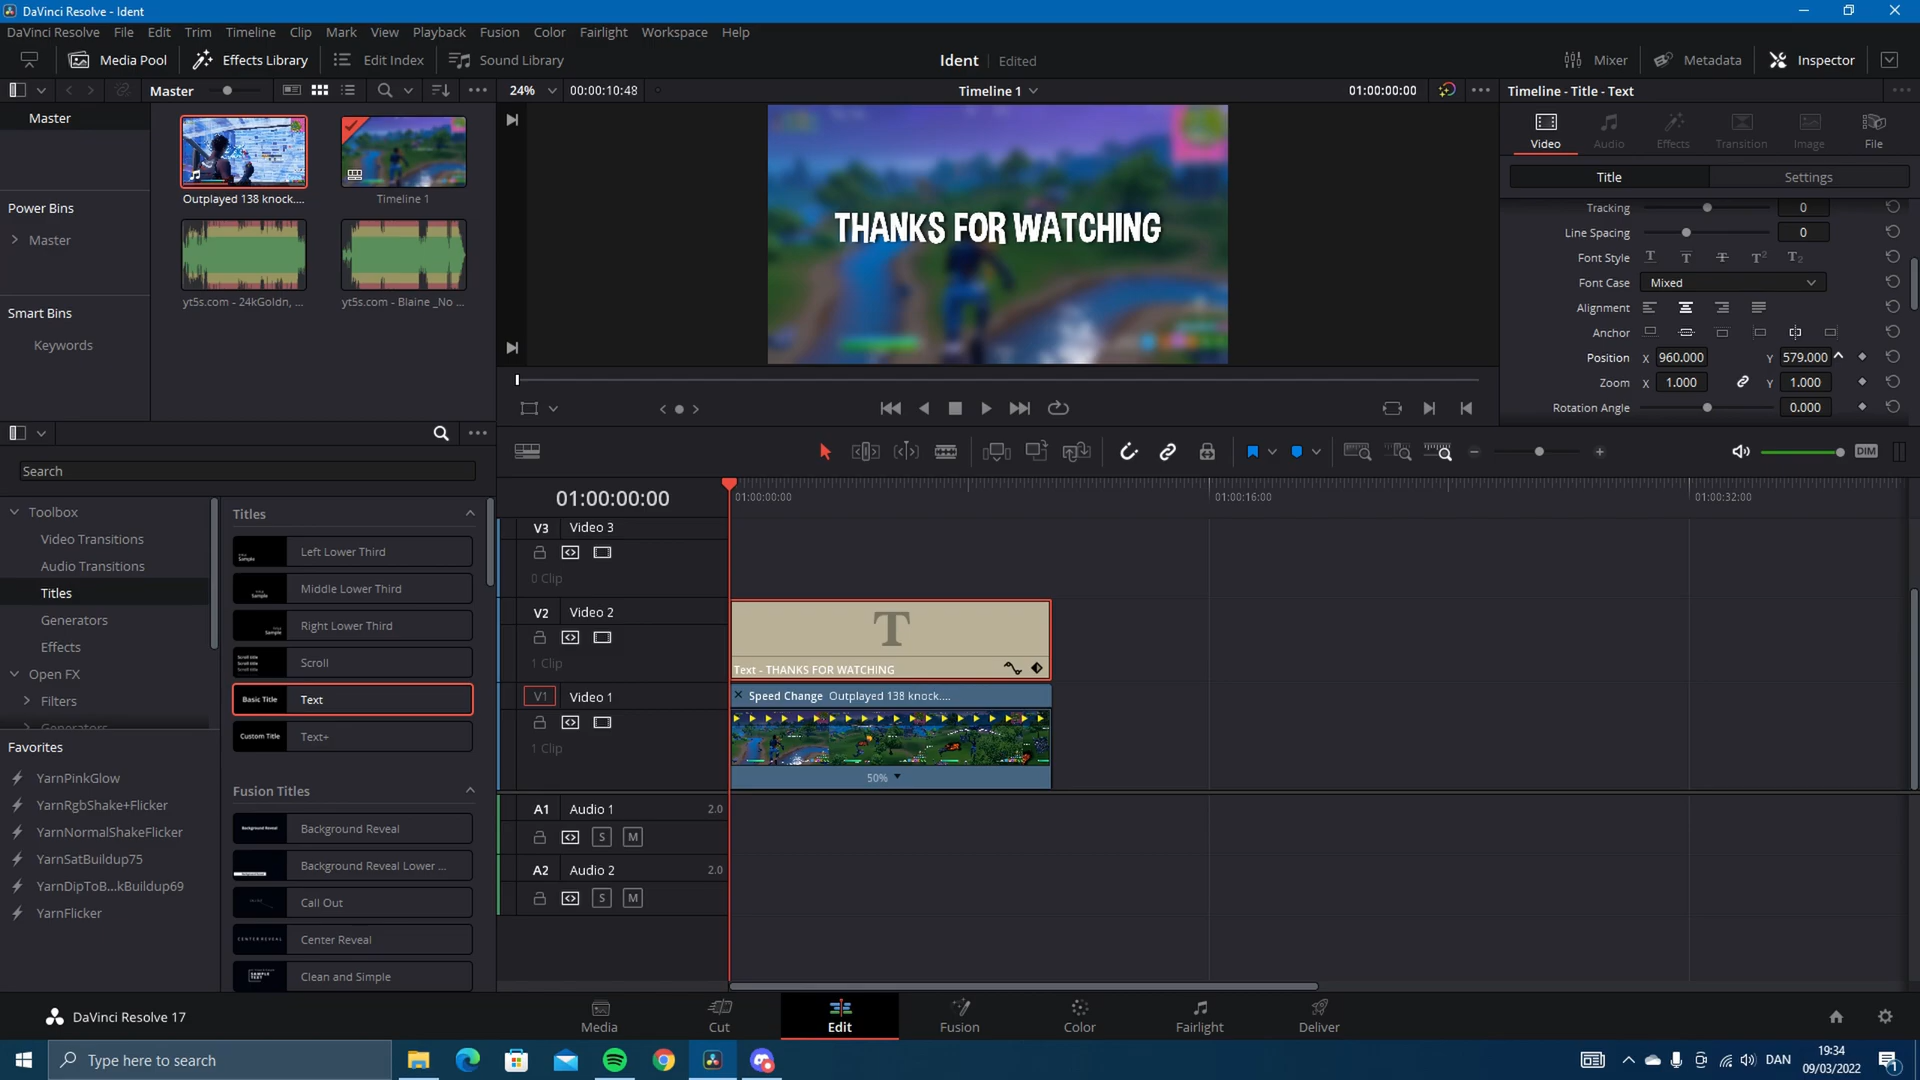 DaVinci Resolve - Ident
DaVinci Resolve File Edit Trim Timeline Clip Mark View Playback Fusion Color Fairlight Workspace Help
Media Pool Effects Library Edit Index Sound Library Ident Edited Mixer Metadata Inspector
Master 24% 00:00:10:48 Timeline 1 01:00:00:00 Timeline - Title - Text
Master
Power Bins
Master
Smart Bins
Keywords
Outplayed 138 knock.... Timeline 1
yt5s.com - 24kGoldn, ... yt5s.com - Blaine _No ...
THANKS FOR WATCHING
Video Audio Effects Transition Image File
Title Settings
Tracking 0
Line Spacing 0
Font Style
Font Case Mixed
Alignment
Anchor
Position X 960.000 Y 579.000
Zoom X 1.000 Y 1.000
Rotation Angle 0.000
Search
Toolbox
Video Transitions
Audio Transitions
Titles
Generators
Effects
Open FX
Filters
Generators
Favorites
YarnPinkGlow
YarnRgbShake+Flicker
YarnNormalShakeFlicker
YarnSatBuildup75
YarnDipToB...kBuildup69
YarnFlicker
Titles
Left Lower Third
Middle Lower Third
Right Lower Third
Scroll
Basic Title Text
Custom Title Text+
Fusion Titles
Background Reveal
Background Reveal Lower ...
Call Out
CENTER REVEAL Center Reveal
Clean and Simple
DIM
01:00:00:00 01:00:00:00 01:00:16:00 01:00:32:00
V3 Video 3
0 Clip
V2 Video 2
1 Clip
T
Text - THANKS FOR WATCHING
V1 Video 1
1 Clip
Speed Change Outplayed 138 knock....
50%
A1 Audio 1 2.0
S M
A2 Audio 2 2.0
S M
DaVinci Resolve 17
Media Cut Edit Fusion Color Fairlight Deliver
Type here to search
DAN
19:34
09/03/2022
1